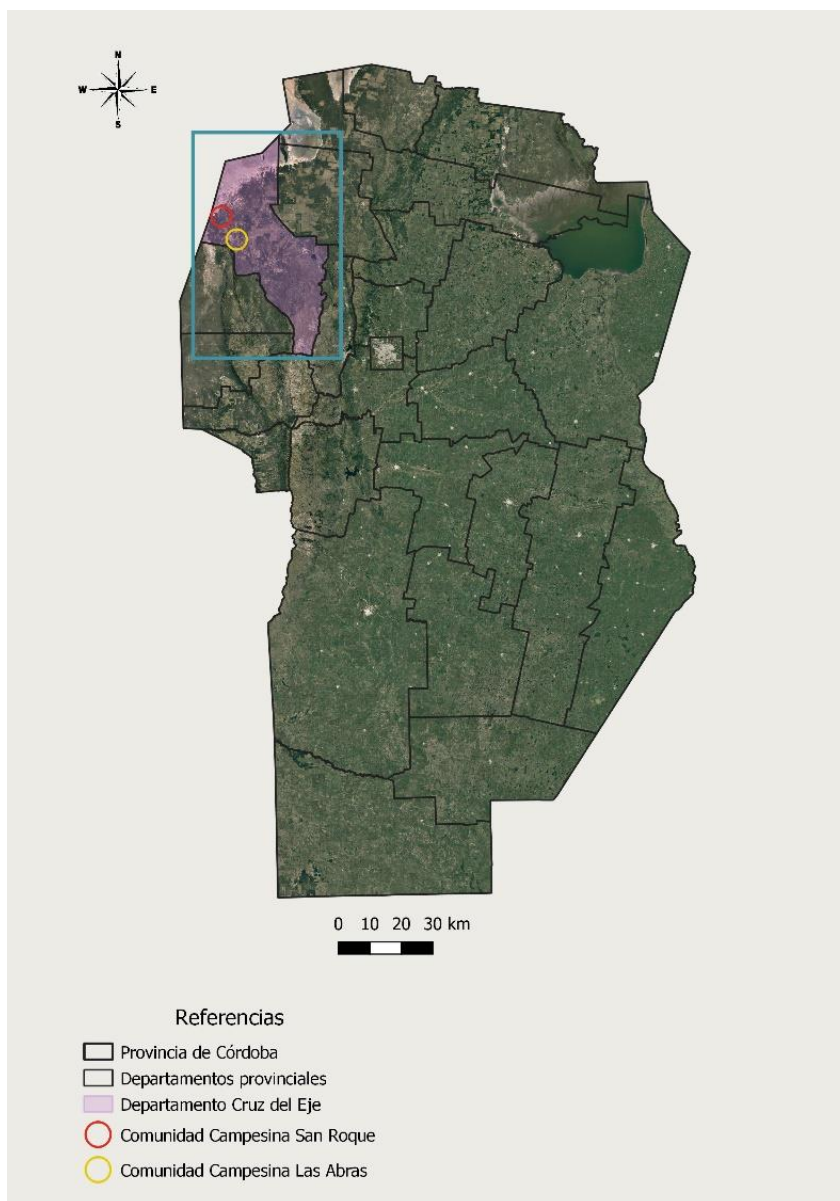 N
W E
S
0 10 20 30 km
Referencias
Provincia de Córdoba
Departamentos provinciales
Departamento Cruz del Eje
Comunidad Campesina San Roque
Comunidad Campesina Las Abras